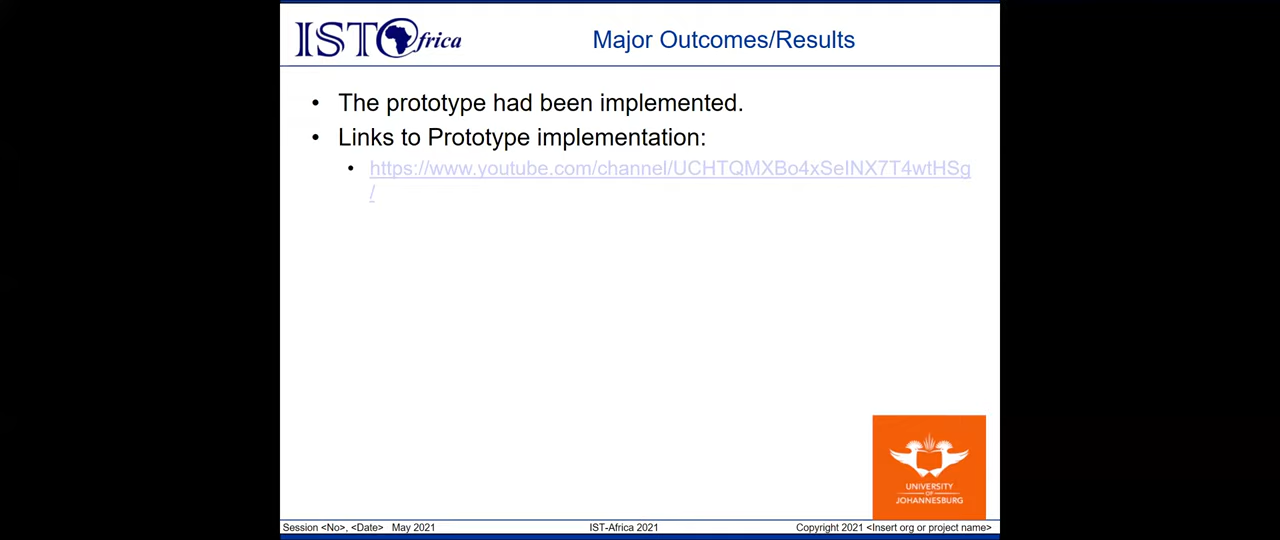 IST Africa
Major Outcomes/Results
• The prototype had been implemented.
• Links to Prototype implementation:
• https://www.youtube.com/channel/UCHTQMXBo4xSeINX7T4wtHSg
/
UNIVERSITY
OF
JOHANNESBURG
Session <No>, <Date> May 2021
IST-Africa 2021
Copyright 2021 <Insert org or project name>